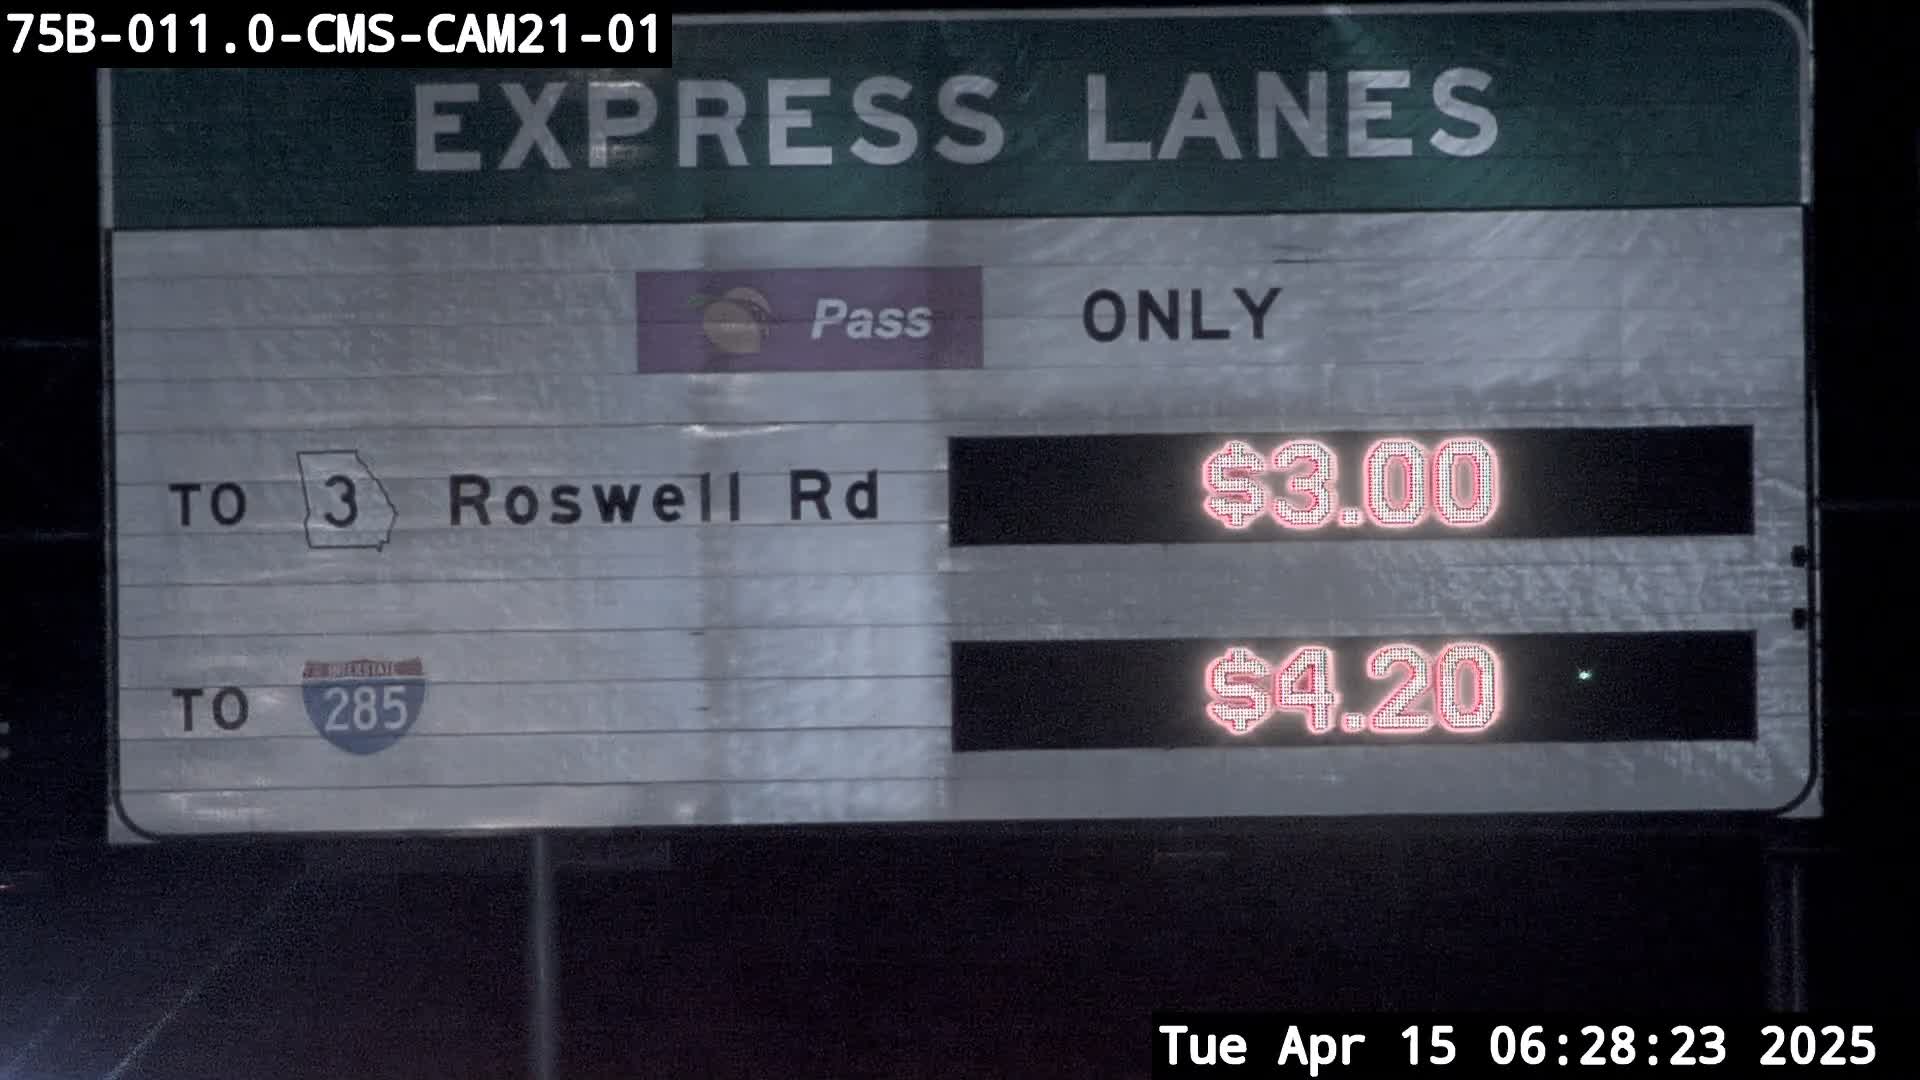 75B-011.0-CMS-CAM21-01
EXPRESS LANES
Pass ONLY
TO 3 Roswell Rd $3.00
INTERSTATE
TO 285 $4.20
Tue Apr 15 06:28:23 2025